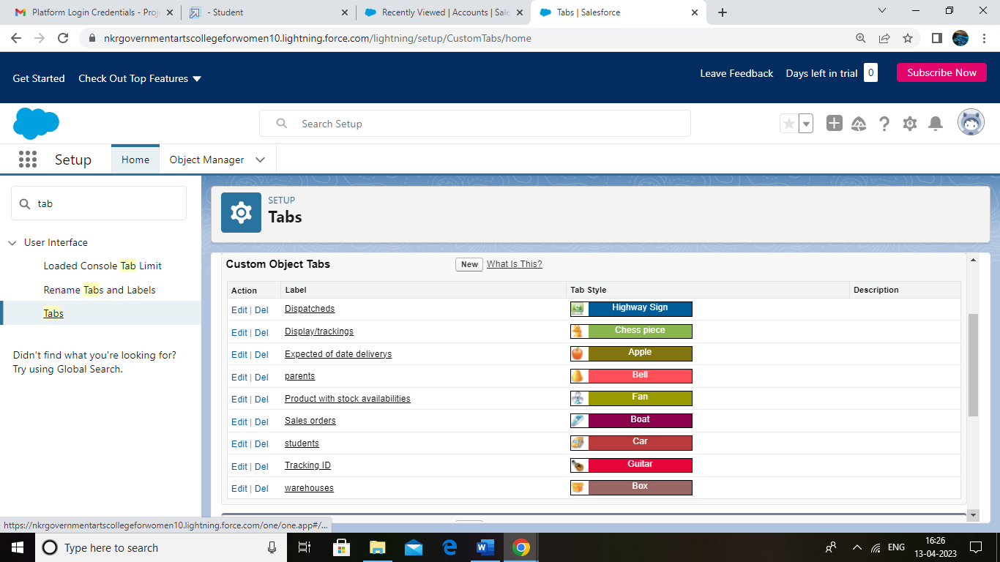 Platform Login Credentials - Proj
- Student
Recently Viewed | Accounts | Sale
Tabs | Salesforce
nkrgovernmentartscollegeforwomen10.lightning.force.com/lightning/setup/CustomTabs/home
Get Started
Check Out Top Features
Leave Feedback
Days left in trial
0
Subscribe Now
Search Setup
Setup
Home
Object Manager
tab
User Interface
Loaded Console Tab Limit
Rename Tabs and Labels
Tabs
Didn't find what you're looking for?
Try using Global Search.
SETUP
Tabs
Custom Object Tabs
New
What Is This?
Action Label Tab Style Description
Edit | Del Dispatcheds Highway Sign
Edit | Del Display/trackings Chess piece
Edit | Del Expected of date deliverys Apple
Edit | Del parents Bell
Edit | Del Product with stock availabilities Fan
Edit | Del Sales orders Boat
Edit | Del students Car
Edit | Del Tracking ID Guitar
Edit | Del warehouses Box
https://nkrgovernmentartscollegeforwomen10.lightning.force.com/one/one.app#/...
Type here to search
ENG
16:26
13-04-2023